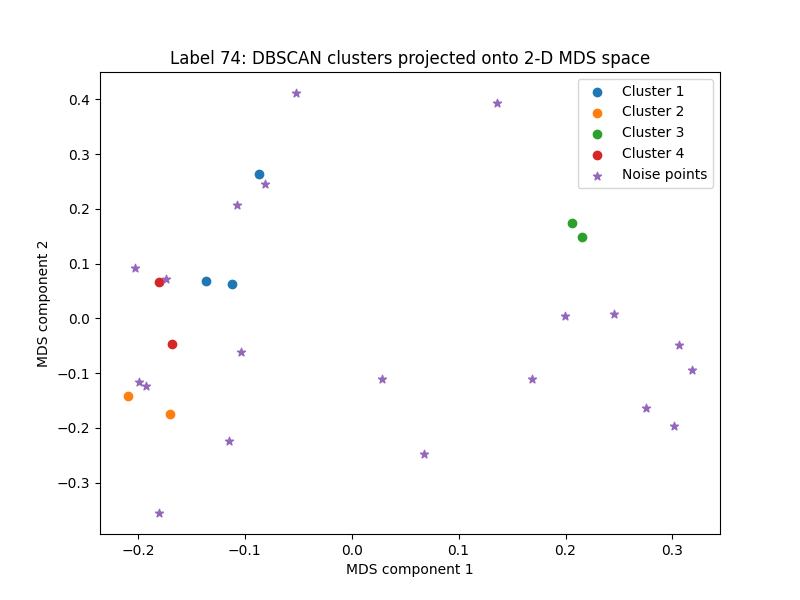 Label 74: DBSCAN clusters projected onto 2-D MDS space
Cluster 1
Cluster 2
Cluster 3
Cluster 4
Noise points
0.4
0.3
0.2
0.1
0.0
−0.1
−0.2
−0.3
MDS component 2
−0.2
−0.1
0.0
0.1
0.2
0.3
MDS component 1